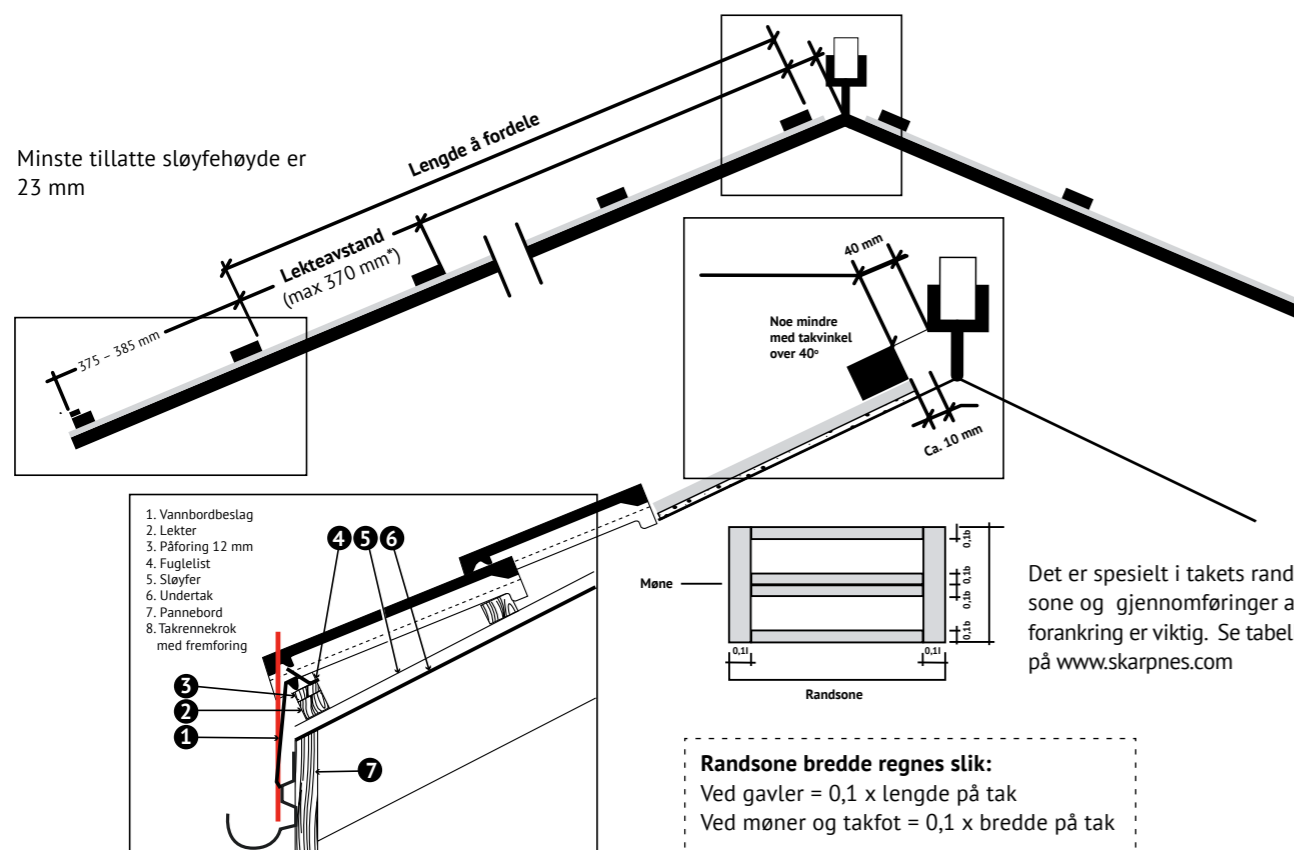 Minste tillatte sløyfehøyde er
23 mm
Lengde å fordele
Lekteavstand
(max 370 mm*)
375 – 385 mm
40 mm
Noe mindre
med takvinkel
over 40°
Ca. 10 mm
1. Vannbordbeslag
2. Lekter
3. Påforing 12 mm
4. Fuglelist
5. Sløyfer
6. Undertak
7. Pannebord
8. Takrennekrok
med fremforing
4 5 6
3
2
1
7
Møne
0,1b
0,1b
0,1b
0,1b
0,1l
0,1l
Randsone
Det er spesielt i takets rand
sone og gjennomføringer a
forankring er viktig. Se tabel
på www.skarpnes.com
Randsone bredde regnes slik:
Ved gavler = 0,1 x lengde på tak
Ved møner og takfot = 0,1 x bredde på tak